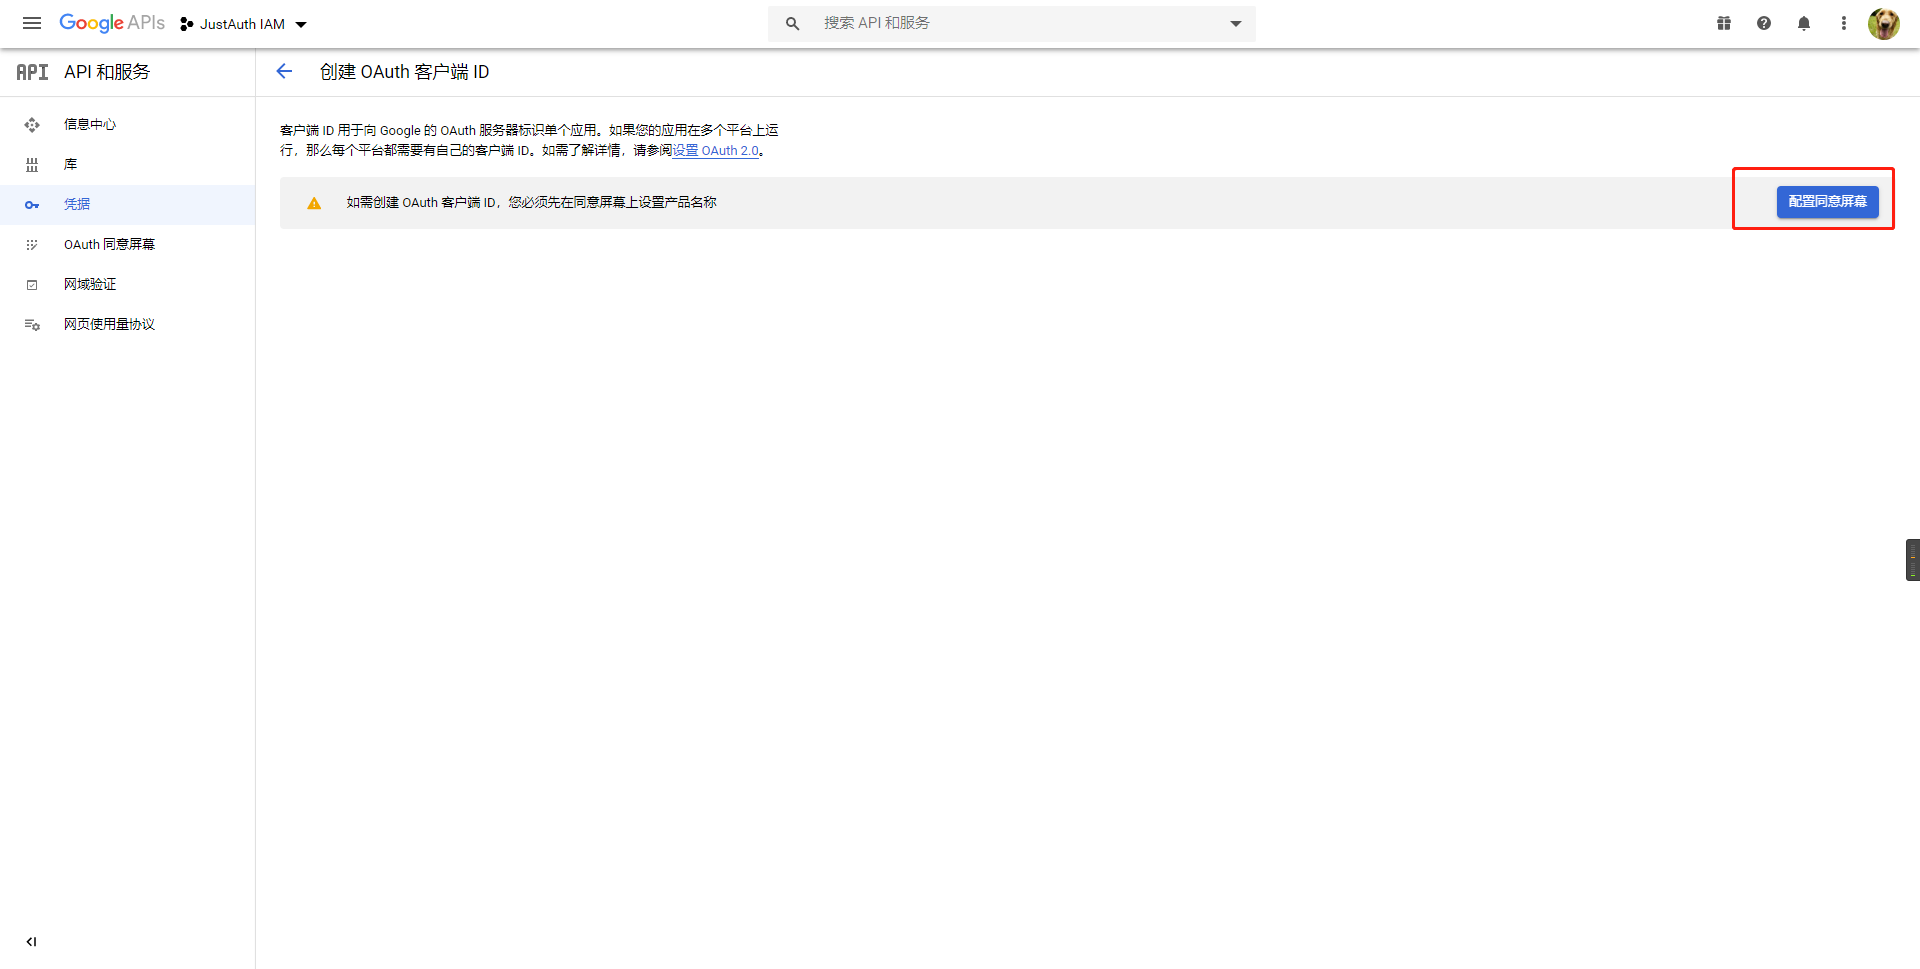 Google APIs
JustAuth IAM
搜索 API 和服务
API
API 和服务
创建 OAuth 客户端 ID
信息中心
库
凭据
OAuth 同意屏幕
网域验证
网页使用量协议
客户端 ID 用于向 Google 的 OAuth 服务器标识单个应用。如果您的应用在多个平台上运
行，那么每个平台都需要有自己的客户端 ID。如需了解详情，请参阅设置 OAuth 2.0。
如需创建 OAuth 客户端 ID，您必须先在同意屏幕上设置产品名称
配置同意屏幕